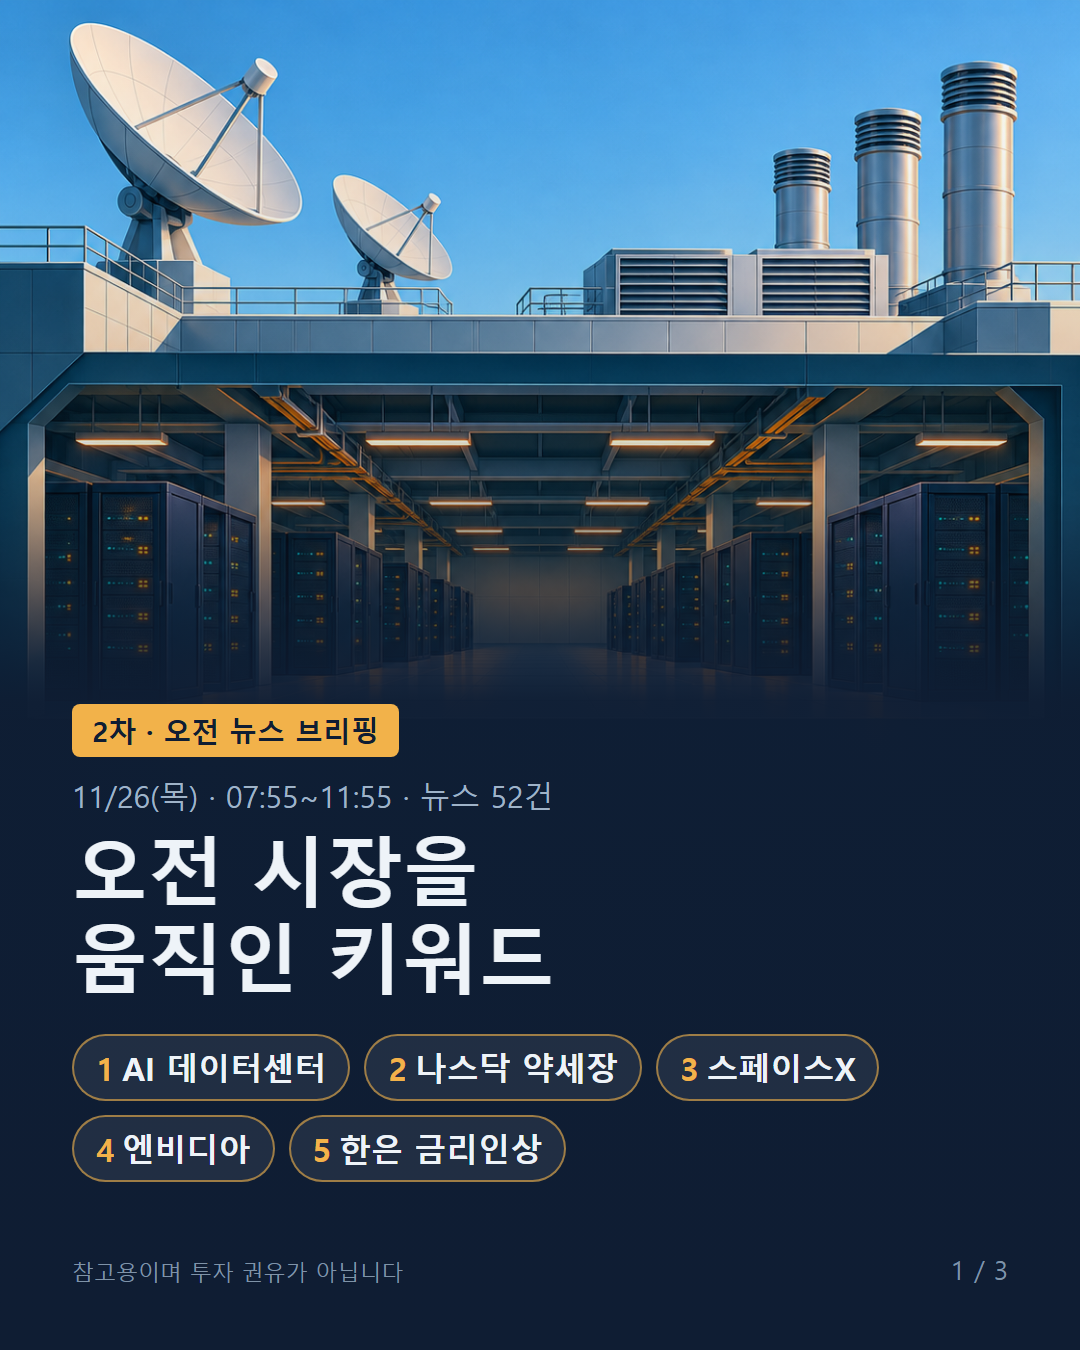 2차 · 오전 뉴스 브리핑
11/26(목) · 07:55~11:55 · 뉴스 52건
오전 시장을
움직인 키워드
1 AI 데이터센터 2 나스닥 약세장 3 스페이스X
4 엔비디아 5 한은 금리인상
참고용이며 투자 권유가 아닙니다 1 / 3